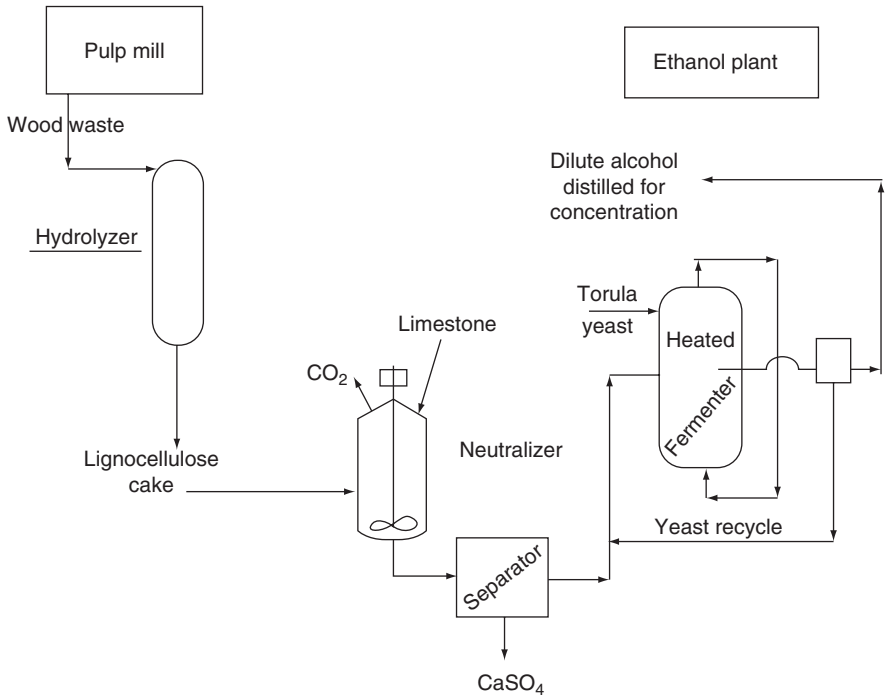 Pulp mill
Ethanol plant
Wood waste
Dilute alcohol
distilled for
concentration
Hydrolyzer
Torula
yeast
Heated
Fermenter
Limestone
CO₂
Neutralizer
Lignocellulose
cake
Yeast recycle
Separator
CaSO₄